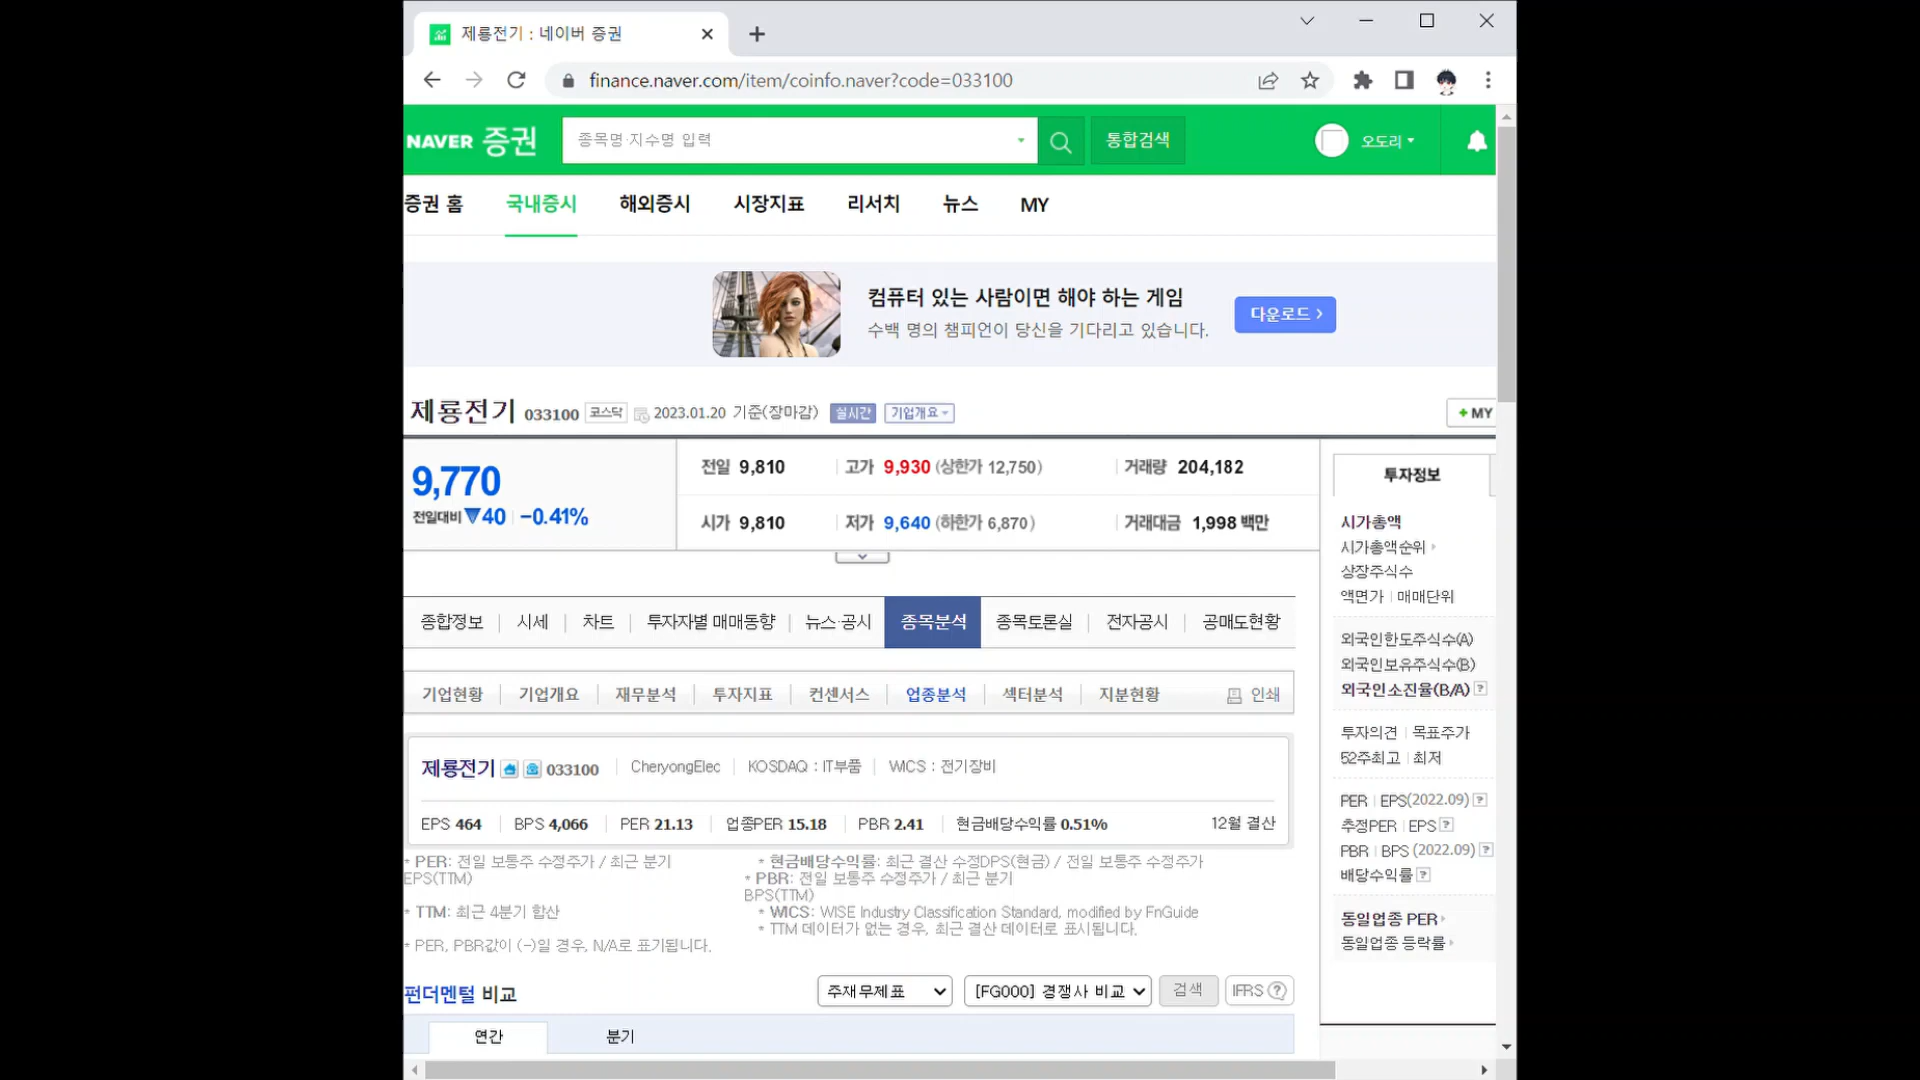 제룡전기 : 네이버 증권
finance.naver.com/item/coinfo.naver?code=033100
NAVER 증권
종목명·지수명 입력
통합검색
오도리
증권 홈 국내증시 해외증시 시장지표 리서치 뉴스 MY
컴퓨터 있는 사람이면 해야 하는 게임
수백 명의 챔피언이 당신을 기다리고 있습니다.
다운로드 >
제룡전기 033100 코스닥 2023.01.20 기준(장마감) 실시간 기업개요
+ MY
9,770
전일대비 ▼40 | -0.41%
전일 9,810 고가 9,930 (상한가 12,750) 거래량 204,182
시가 9,810 저가 9,640 (하한가 6,870) 거래대금 1,998 백만
종합정보 | 시세 | 차트 | 투자자별 매매동향 | 뉴스·공시 종목분석 종목토론실 | 전자공시 | 공매도현황
기업현황 | 기업개요 | 재무분석 | 투자지표 | 컨센서스 | 업종분석 | 섹터분석 | 지분현황 인쇄
제룡전기 033100 | CheryongElec | KOSDAQ : IT부품 | WICS : 전기장비
EPS 464 | BPS 4,066 | PER 21.13 | 업종PER 15.18 | PBR 2.41 | 현금배당수익률 0.51% 12월 결산
* PER: 전일 보통주 수정주가 / 최근 분기
EPS(TTM)
* TTM: 최근 4분기 합산
* PER, PBR값이 (-)일 경우, N/A로 표기됩니다.
* 현금배당수익률: 최근 결산 수정DPS(현금) / 전일 보통주 수정주가
* PBR: 전일 보통주 수정주가 / 최근 분기
BPS(TTM)
* WICS: WISE Industry Classification Standard, modified by FnGuide
* TTM 데이터가 없는 경우, 최근 결산 데이터로 표시됩니다.
펀더멘털 비교
주재무제표 [FG000] 경쟁사 비교 검색 IFRS ?
연간 분기
투자정보
시가총액
시가총액순위
상장주식수
액면가 | 매매단위
외국인한도주식수(A)
외국인보유주식수(B)
외국인소진율(B/A) ?
투자의견 | 목표주가
52주최고 | 최저
PER | EPS(2022.09) ?
추정PER | EPS ?
PBR | BPS (2022.09) ?
배당수익률 ?
동일업종 PER
동일업종 등락률